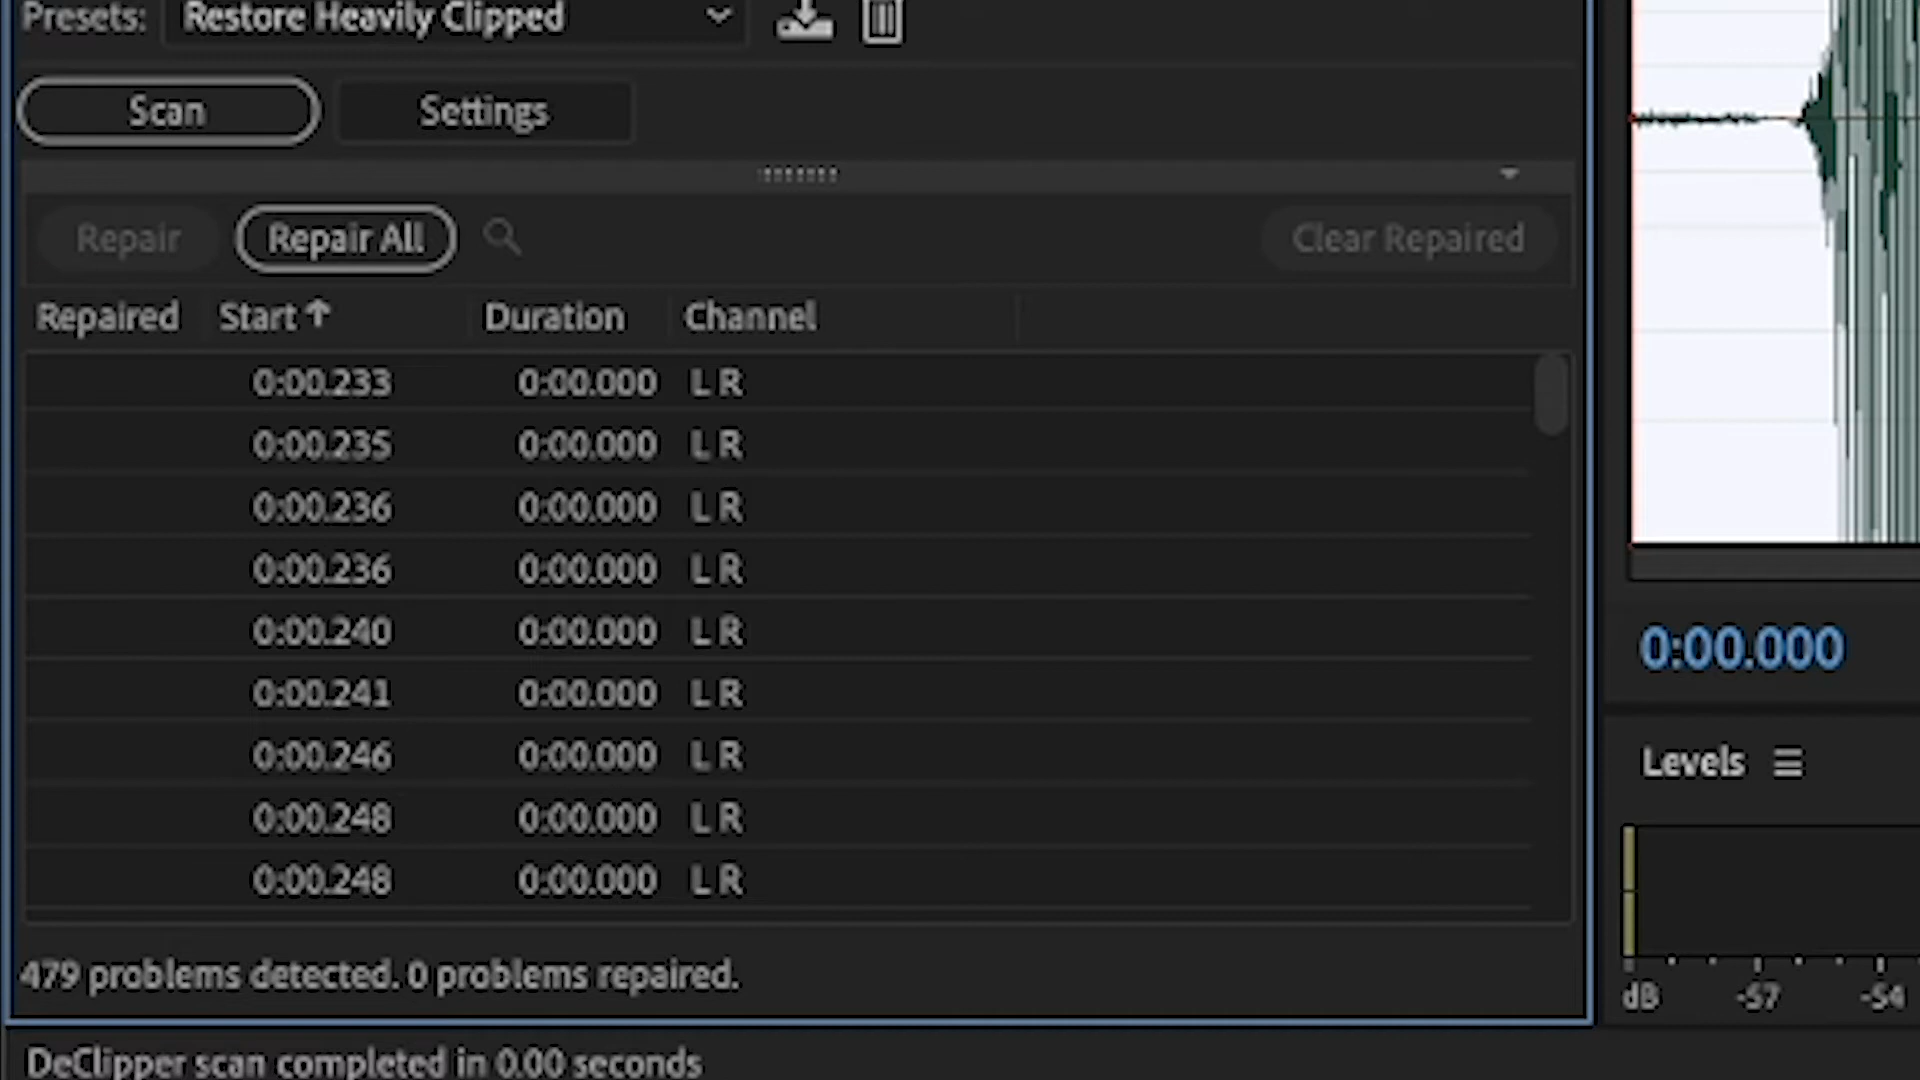 Presets: Restore Heavily Clipped
Scan Settings
Repair Repair All Clear Repaired
Repaired Start Duration Channel
0:00.233 0:00.000 L R
0:00.235 0:00.000 L R
0:00.236 0:00.000 L R
0:00.236 0:00.000 L R
0:00.240 0:00.000 L R
0:00.241 0:00.000 L R
0:00.246 0:00.000 L R
0:00.248 0:00.000 L R
0:00.248 0:00.000 L R
479 problems detected. 0 problems repaired.
DeClipper scan completed in 0.00 seconds
0:00.000
Levels
dB -57 -54